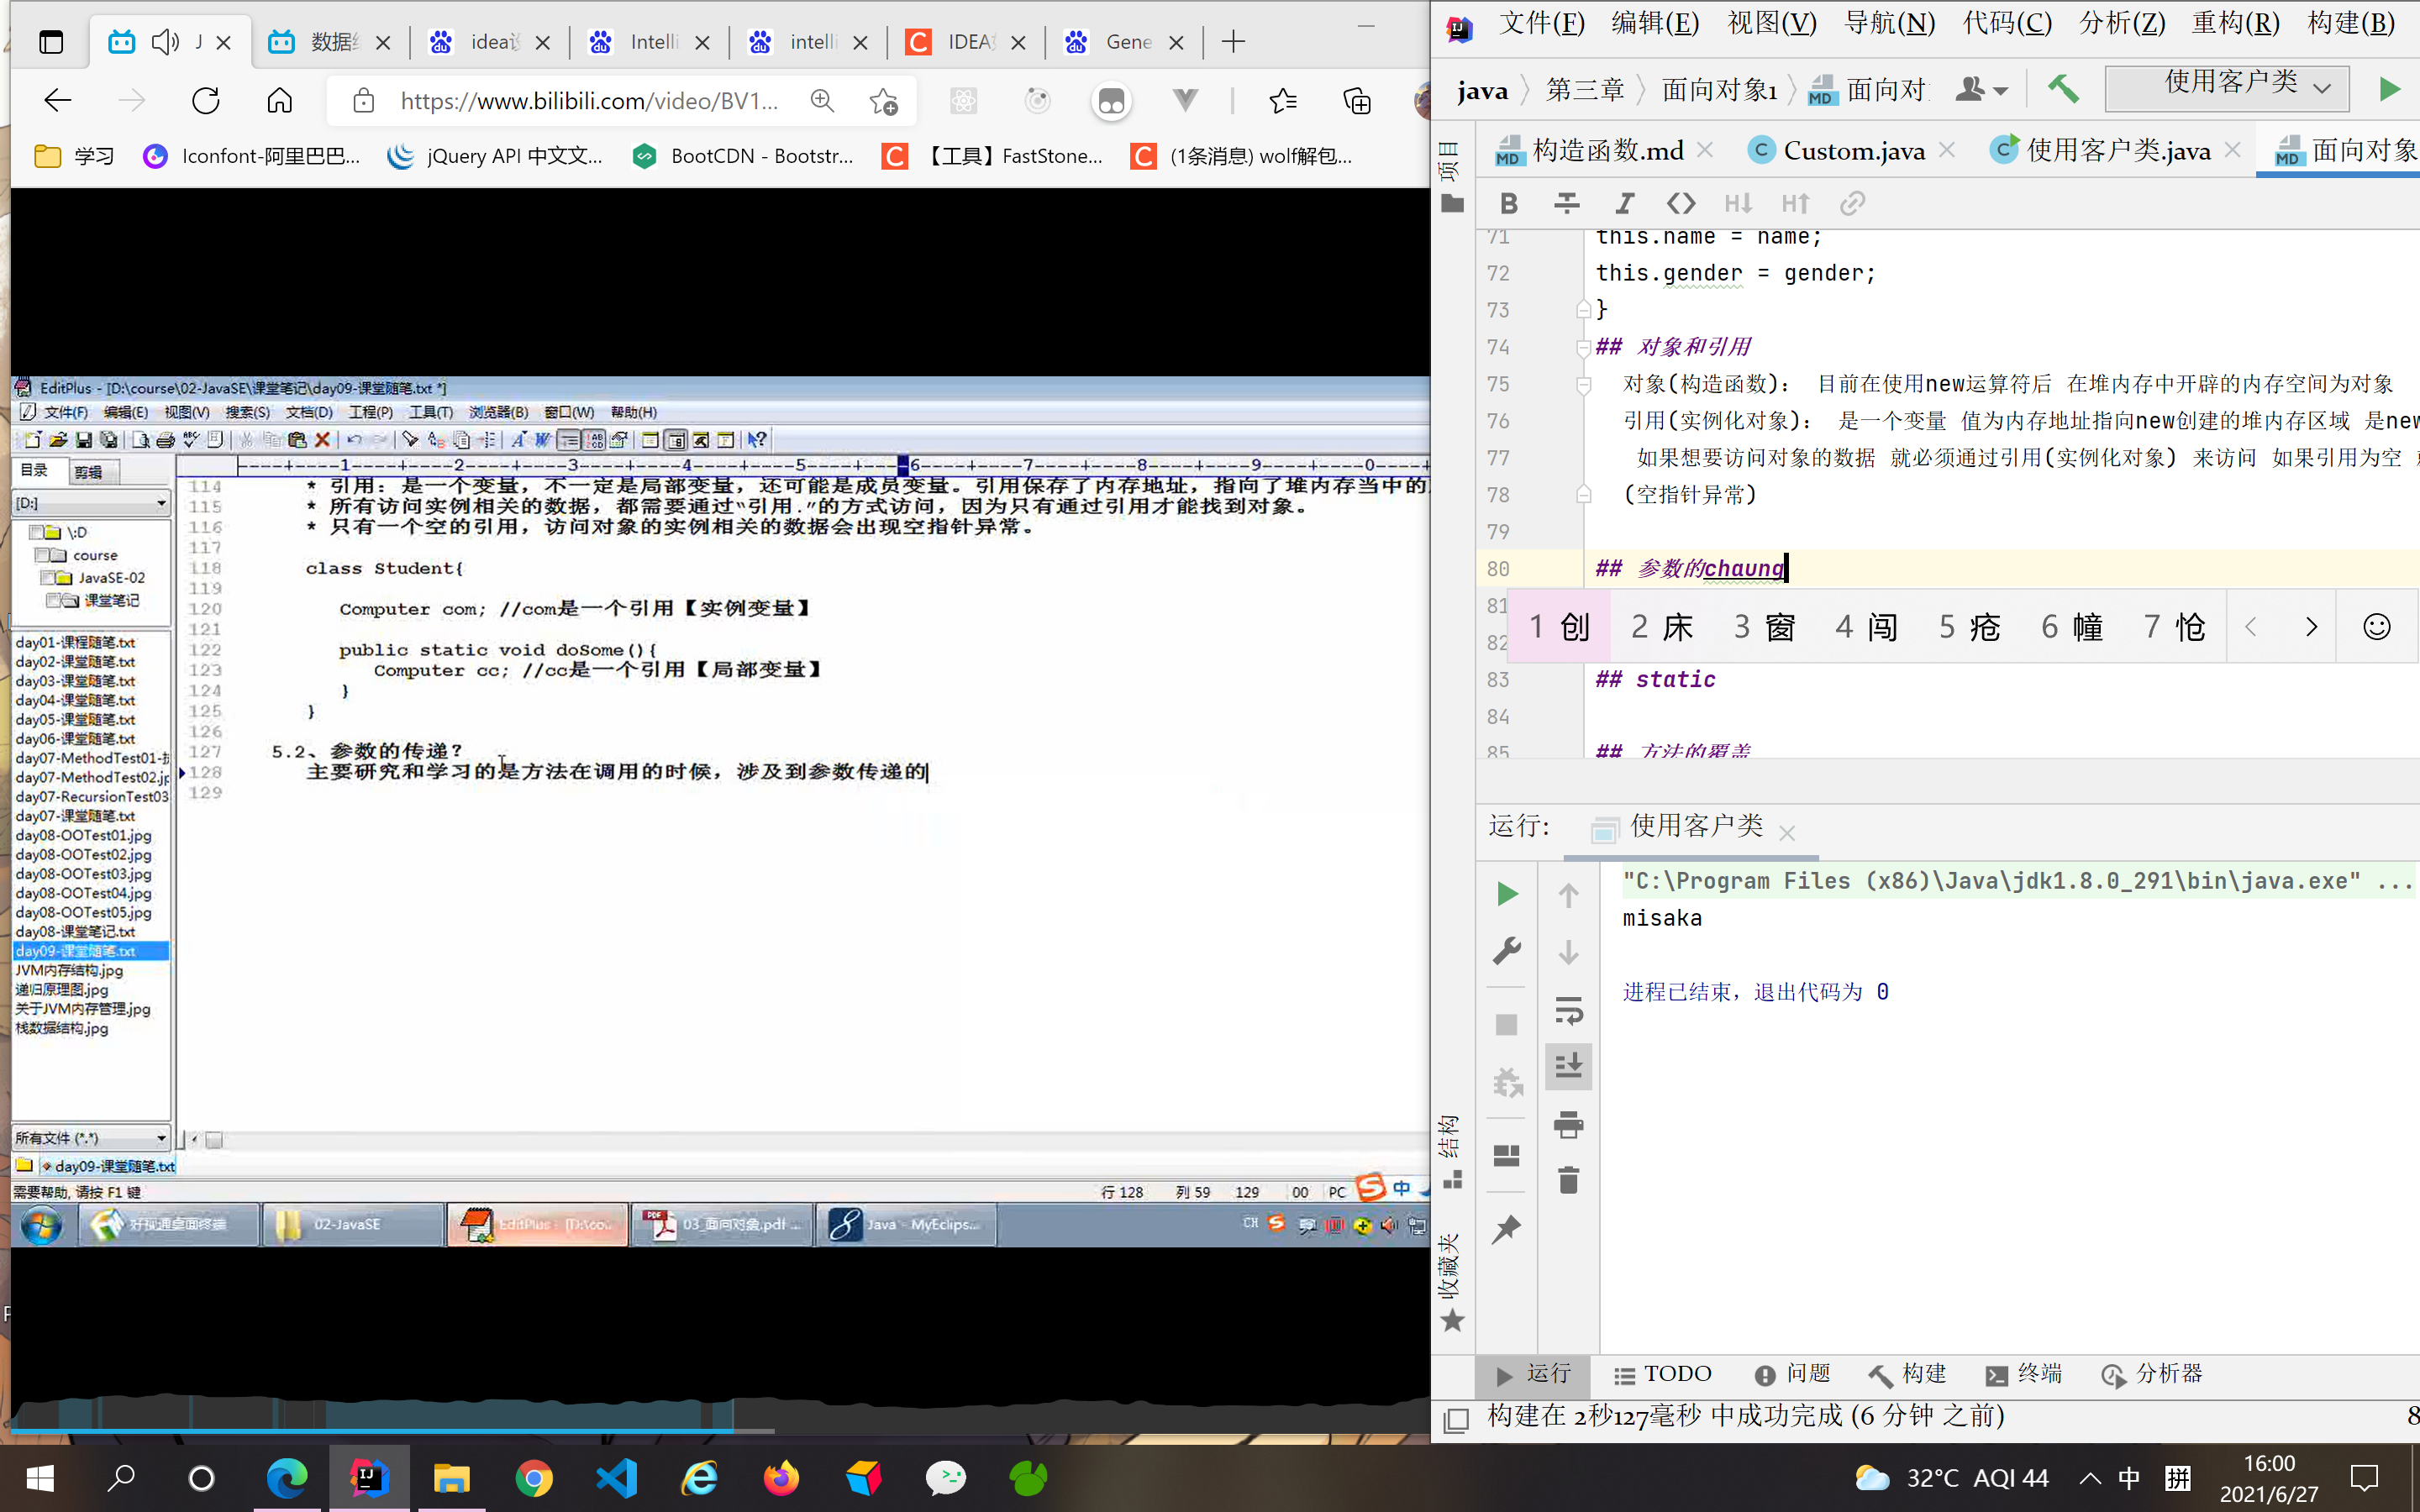 J
数据结
idea设
Intelli
intelli
IDEA
Gene
https://www.bilibili.com/video/BV1...
学习
Iconfont-阿里巴巴...
jQuery API 中文文...
BootCDN - Bootstr...
【工具】FastStone...
(1条消息) wolf解包...
EditPlus - [D:\course\02-JavaSE\课堂笔记\day09-课堂随笔.txt *]
文件(F) 编辑(E) 视图(V) 搜索(S) 文档(D) 工程(P) 工具(T) 浏览器(B) 窗口(W) 帮助(H)
目录 剪辑
----+----1----+----2----+----3----+----4----+----5----+----6----+----7----+----8----+----9----+----0----+
[D:]
\:D
course
JavaSE-02
课堂笔记
day01-课程随笔.txt
day02-课堂随笔.txt
day03-课堂随笔.txt
day04-课堂随笔.txt
day05-课堂随笔.txt
day06-课堂随笔.txt
day07-MethodTest01-
day07-MethodTest02.jp
day07-RecursionTest03
day07-课堂随笔.txt
day08-OOTest01.jpg
day08-OOTest02.jpg
day08-OOTest03.jpg
day08-OOTest04.jpg
day08-OOTest05.jpg
day08-课堂笔记.txt
day09-课堂随笔.txt
JVM内存结构.jpg
递归原理图.jpg
关于JVM内存管理.jpg
栈数据结构.jpg
所有文件 (*.*)
day09-课堂随笔.txt
114 * 引用：是一个变量，不一定是局部变量，还可能是成员变量。引用保存了内存地址，指向了堆内存当中的
115 * 所有访问实例相关的数据，都需要通过“引用.”的方式访问，因为只有通过引用才能找到对象。
116 * 只有一个空的引用，访问对象的实例相关的数据会出现空指针异常。
117
118 class Student{
119
120 Computer com; //com是一个引用【实例变量】
121
122 public static void doSome(){
123 Computer cc; //cc是一个引用【局部变量】
124 }
125 }
126
127 5.2、参数的传递？
128 主要研究和学习的是方法在调用的时候，涉及到参数传递的
129
需要帮助, 请按 F1 键
行 128 列 59 129 00 PC
中
好视通桌面终端
02-JavaSE
EditPlus - [D:\cou...
03_面向对象.pdf ...
Java - MyEclips...
CH
文件(F) 编辑(E) 视图(V) 导航(N) 代码(C) 分析(Z) 重构(R) 构建(B)
java 第三章 面向对象1 面向对
使用客户类
构造函数.md
Custom.java
使用客户类.java
面向对象
项目
71 this.name = name;
72 this.gender = gender;
73 }
74 ## 对象和引用
75 对象(构造函数)： 目前在使用new运算符后 在堆内存中开辟的内存空间为对象
76 引用(实例化对象)： 是一个变量 值为内存地址指向new创建的堆内存区域 是new
77 如果想要访问对象的数据 就必须通过引用(实例化对象) 来访问 如果引用为空
78 (空指针异常)
79
80 ## 参数的chaung
81
1 创 2 床 3 窗 4 闯 5 疮 6 幢 7 怆
82
83 ## static
84
85 ## 方法的覆盖
运行:
使用客户类
"C:\Program Files (x86)\Java\jdk1.8.0_291\bin\java.exe" ...
misaka
进程已结束，退出代码为 0
结构
收藏夹
运行 TODO 问题 构建 终端 分析器
构建在 2秒127毫秒 中成功完成 (6 分钟 之前)
8
32°C AQI 44
中
拼
16:00
2021/6/27